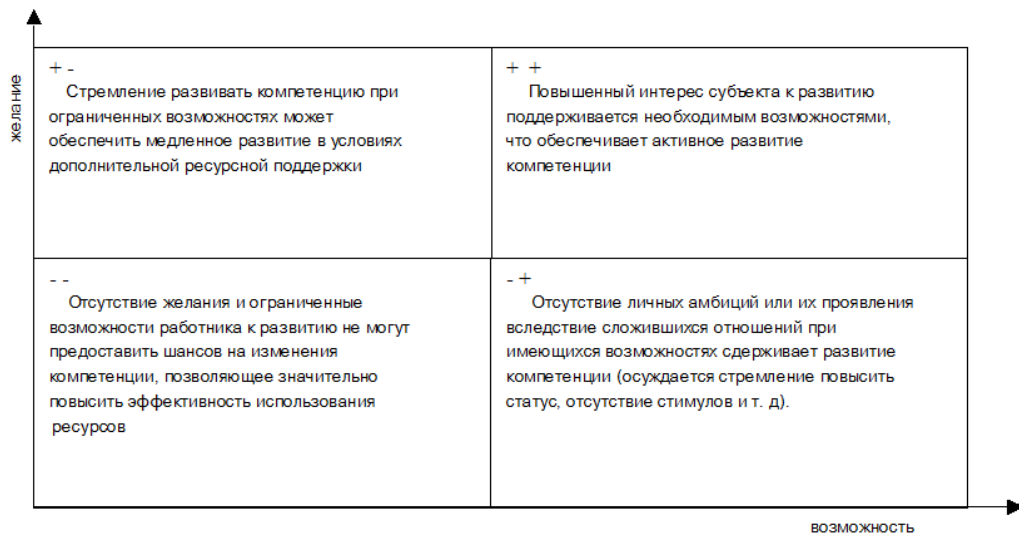 желание
+ -
Стремление развивать компетенцию при
ограниченных возможностях может
обеспечить медленное развитие в условиях
дополнительной ресурсной поддержки
+ +
Повышенный интерес субъекта к развитию
поддерживается необходимым возможностями,
что обеспечивает активное развитие
компетенции
- -
Отсутствие желания и ограниченные
возможности работника к развитию не могут
предоставить шансов на изменения
компетенции, позволяющее значительно
повысить эффективность использования
ресурсов
- +
Отсутствие личных амбиций или их проявления
вследствие сложившихся отношений при
имеющихся возможностях сдерживает развитие
компетенции (осуждается стремление повысить
статус, отсутствие стимулов и т. д).
возможность